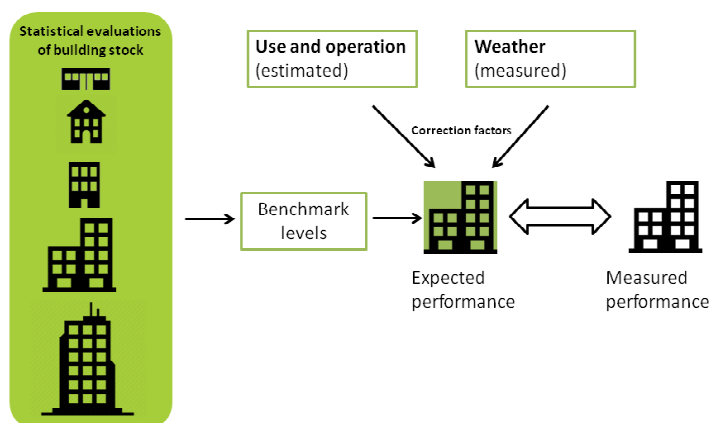 Statistical evaluations
of building stock
Use and operation
(estimated)
Weather
(measured)
Correction factors
Benchmark
levels
Expected
performance
Measured
performance